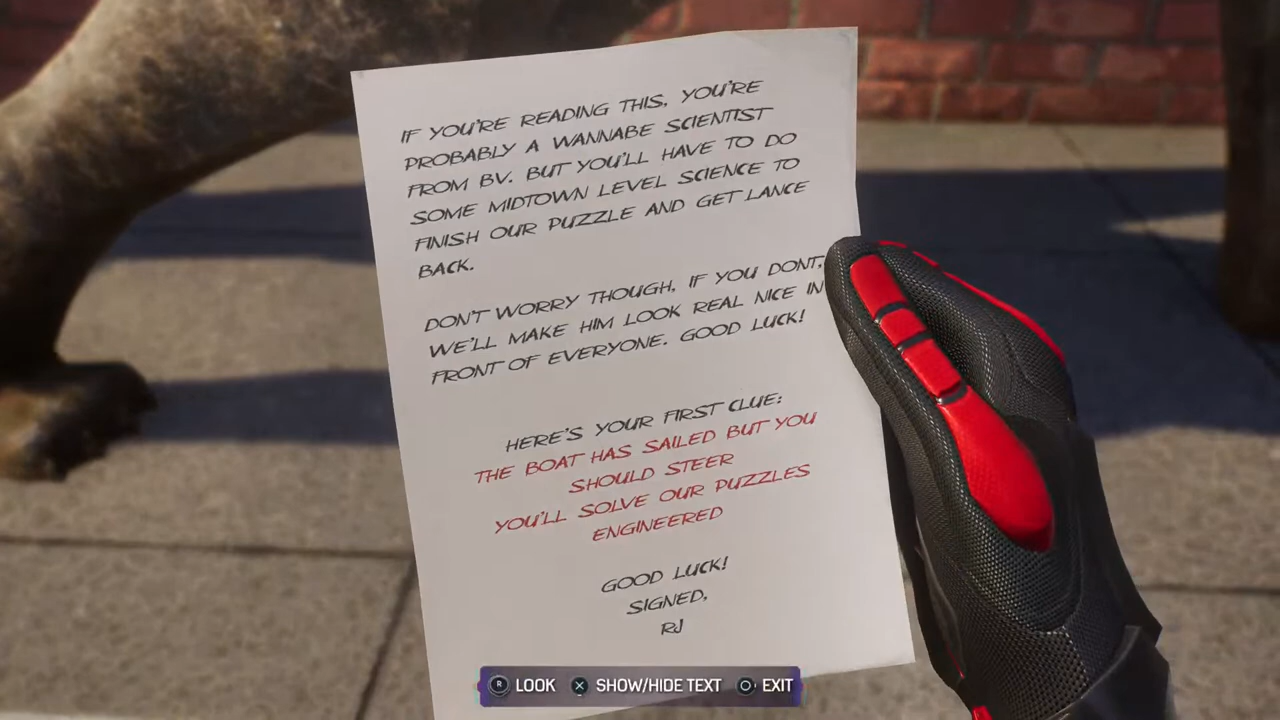 IF YOU'RE READING THIS, YOU'RE
PROBABLY A WANNABE SCIENTIST
FROM BV. BUT YOU'LL HAVE TO DO
SOME MIDTOWN LEVEL SCIENCE TO
FINISH OUR PUZZLE AND GET LANCE
BACK.
DON'T WORRY THOUGH, IF YOU DON'T,
WE'LL MAKE HIM LOOK REAL NICE IN
FRONT OF EVERYONE. GOOD LUCK!
HERE'S YOUR FIRST CLUE:
THE BOAT HAS SAILED BUT YOU
SHOULD STEER
YOU'LL SOLVE OUR PUZZLES
ENGINEERED
GOOD LUCK!
SIGNED,
RJ
R LOOK SHOW/HIDE TEXT EXIT